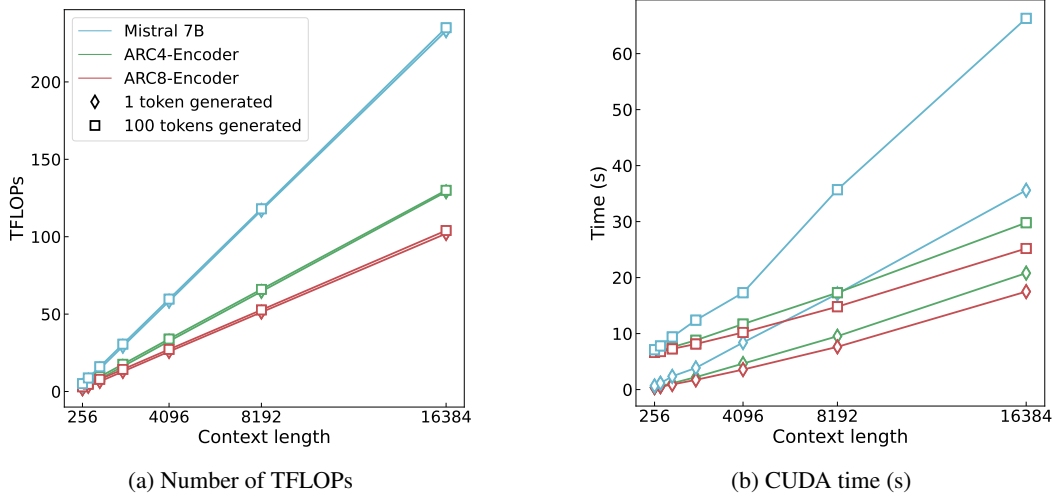 Mistral 7B
ARC4-Encoder
ARC8-Encoder
1 token generated
100 tokens generated
TFLOPs
200
150
100
50
0
256
4096
8192
16384
Context length
(a) Number of TFLOPs
Time (s)
60
50
40
30
20
10
0
256
4096
8192
16384
Context length
(b) CUDA time (s)